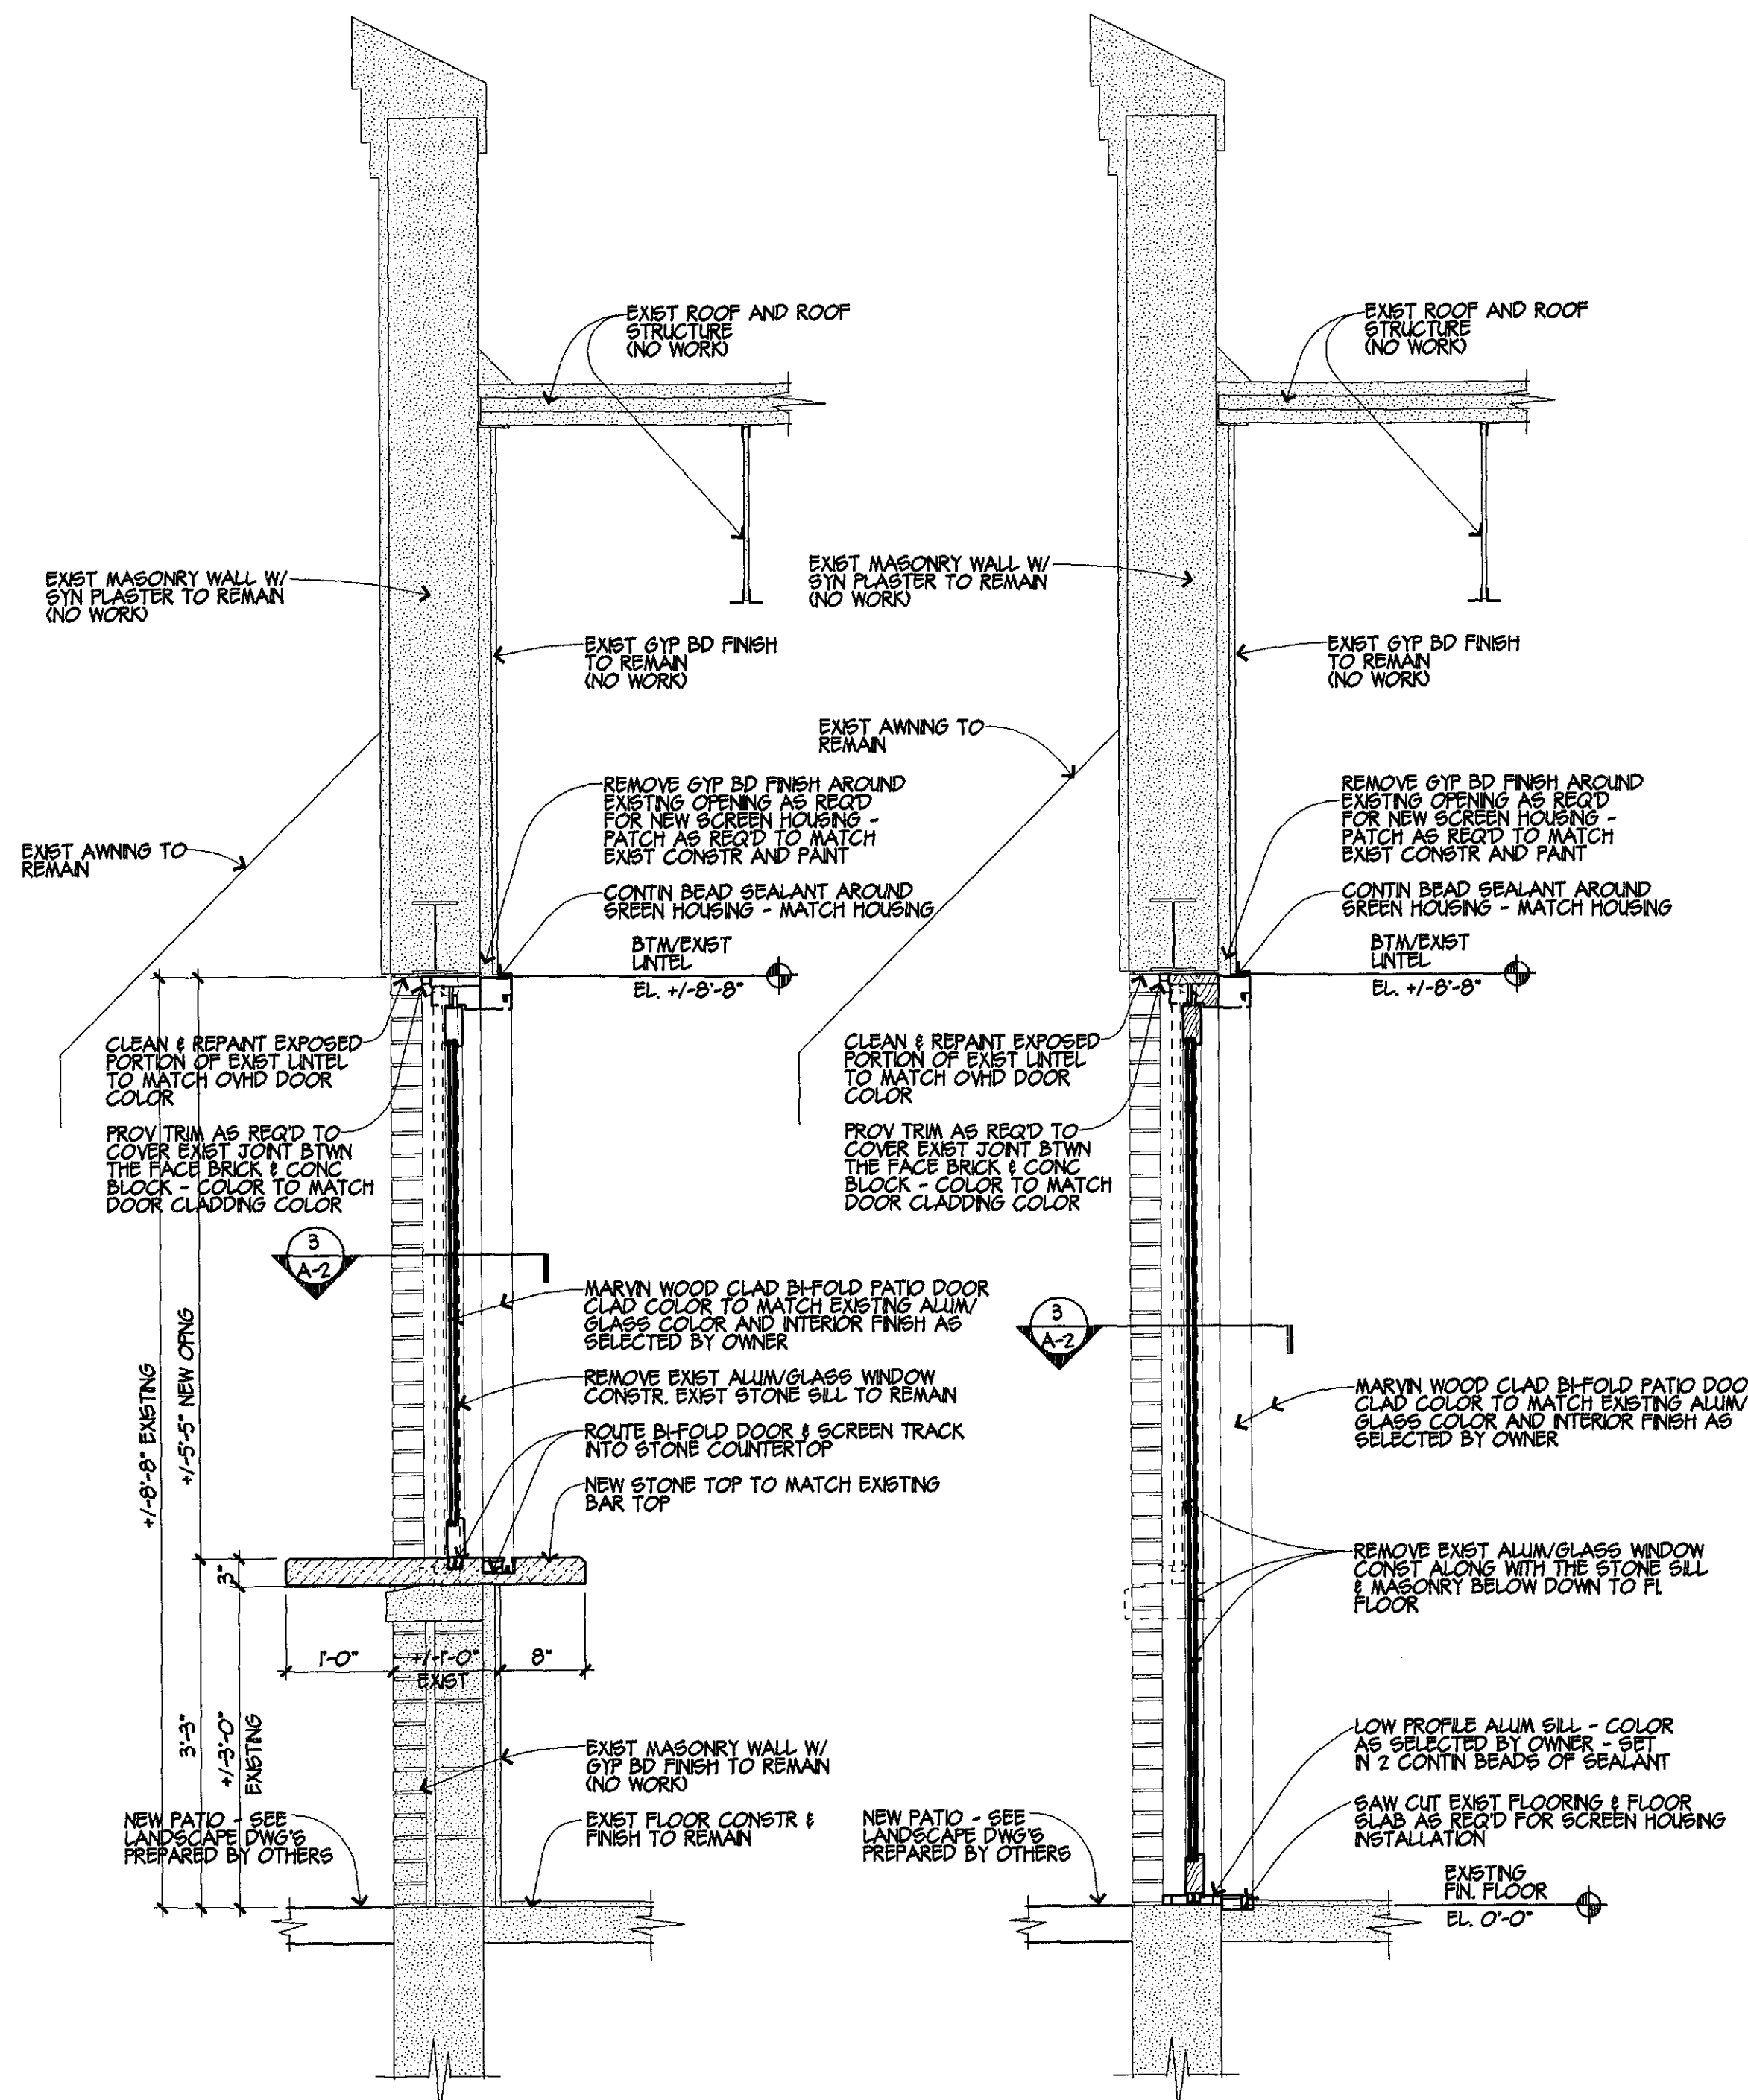 EXIST ROOF AND ROOF
STRUCTURE
(NO WORK)
EXIST MASONRY WALL W/
SYN PLASTER TO REMAIN
(NO WORK)
EXIST GYP BD FINISH
TO REMAIN
(NO WORK)
REMOVE GYP BD FINISH AROUND
EXISTING OPENING AS REQ'D
FOR NEW SCREEN HOUSING -
PATCH AS REQ'D TO MATCH
EXIST CONSTR AND PAINT
EXIST AWNING TO
REMAIN
CONTIN BEAD SEALANT AROUND
SREEN HOUSING - MATCH HOUSING
BTM/EXIST
LINTEL
EL. +/-8'-8"
CLEAN & REPAINT EXPOSED
PORTION OF EXIST LINTEL
TO MATCH OVHD DOOR
COLOR
PROV TRIM AS REQ'D TO
COVER EXIST JOINT BTWN
THE FACE BRICK & CONC
BLOCK - COLOR TO MATCH
DOOR CLADDING COLOR
3
A-2
MARVIN WOOD CLAD BI-FOLD PATIO DOOR
CLAD COLOR TO MATCH EXISTING ALUM/
GLASS COLOR AND INTERIOR FINISH AS
SELECTED BY OWNER
REMOVE EXIST ALUM/GLASS WINDOW
CONSTR. EXIST STONE SILL TO REMAIN
ROUTE BI-FOLD DOOR & SCREEN TRACK
INTO STONE COUNTERTOP
NEW STONE TOP TO MATCH EXISTING
BAR TOP
+/-8'-8" EXISTING
+/-5'-5" NEW OPNG
3"
1'-0"
+/-1'-0"
EXIST
8"
3'-3"
+/-3'-0"
EXISTING
EXIST MASONRY WALL W/
GYP BD FINISH TO REMAIN
(NO WORK)
NEW PATIO - SEE
LANDSCAPE DWG'S
PREPARED BY OTHERS
EXIST FLOOR CONSTR &
FINISH TO REMAIN
EXIST ROOF AND ROOF
STRUCTURE
(NO WORK)
EXIST MASONRY WALL W/
SYN PLASTER TO REMAIN
(NO WORK)
EXIST GYP BD FINISH
TO REMAIN
(NO WORK)
EXIST AWNING TO
REMAIN
REMOVE GYP BD FINISH AROUND
EXISTING OPENING AS REQ'D
FOR NEW SCREEN HOUSING -
PATCH AS REQ'D TO MATCH
EXIST CONSTR AND PAINT
CONTIN BEAD SEALANT AROUND
SREEN HOUSING - MATCH HOUSING
BTM/EXIST
LINTEL
EL. +/-8'-8"
CLEAN & REPAINT EXPOSED
PORTION OF EXIST LINTEL
TO MATCH OVHD DOOR
COLOR
PROV TRIM AS REQ'D TO
COVER EXIST JOINT BTWN
THE FACE BRICK & CONC
BLOCK - COLOR TO MATCH
DOOR CLADDING COLOR
3
A-2
MARVIN WOOD CLAD BI-FOLD PATIO DOO
CLAD COLOR TO MATCH EXISTING ALUM/
GLASS COLOR AND INTERIOR FINISH AS
SELECTED BY OWNER
REMOVE EXIST ALUM/GLASS WINDOW
CONST ALONG WITH THE STONE SILL
& MASONRY BELOW DOWN TO FI.
FLOOR
LOW PROFILE ALUM SILL - COLOR
AS SELECTED BY OWNER - SET
IN 2 CONTIN BEADS OF SEALANT
NEW PATIO - SEE
LANDSCAPE DWG'S
PREPARED BY OTHERS
SAW CUT EXIST FLOORING & FLOOR
SLAB AS REQ'D FOR SCREEN HOUSING
INSTALLATION
EXISTING
FIN. FLOOR
EL. 0'-0"